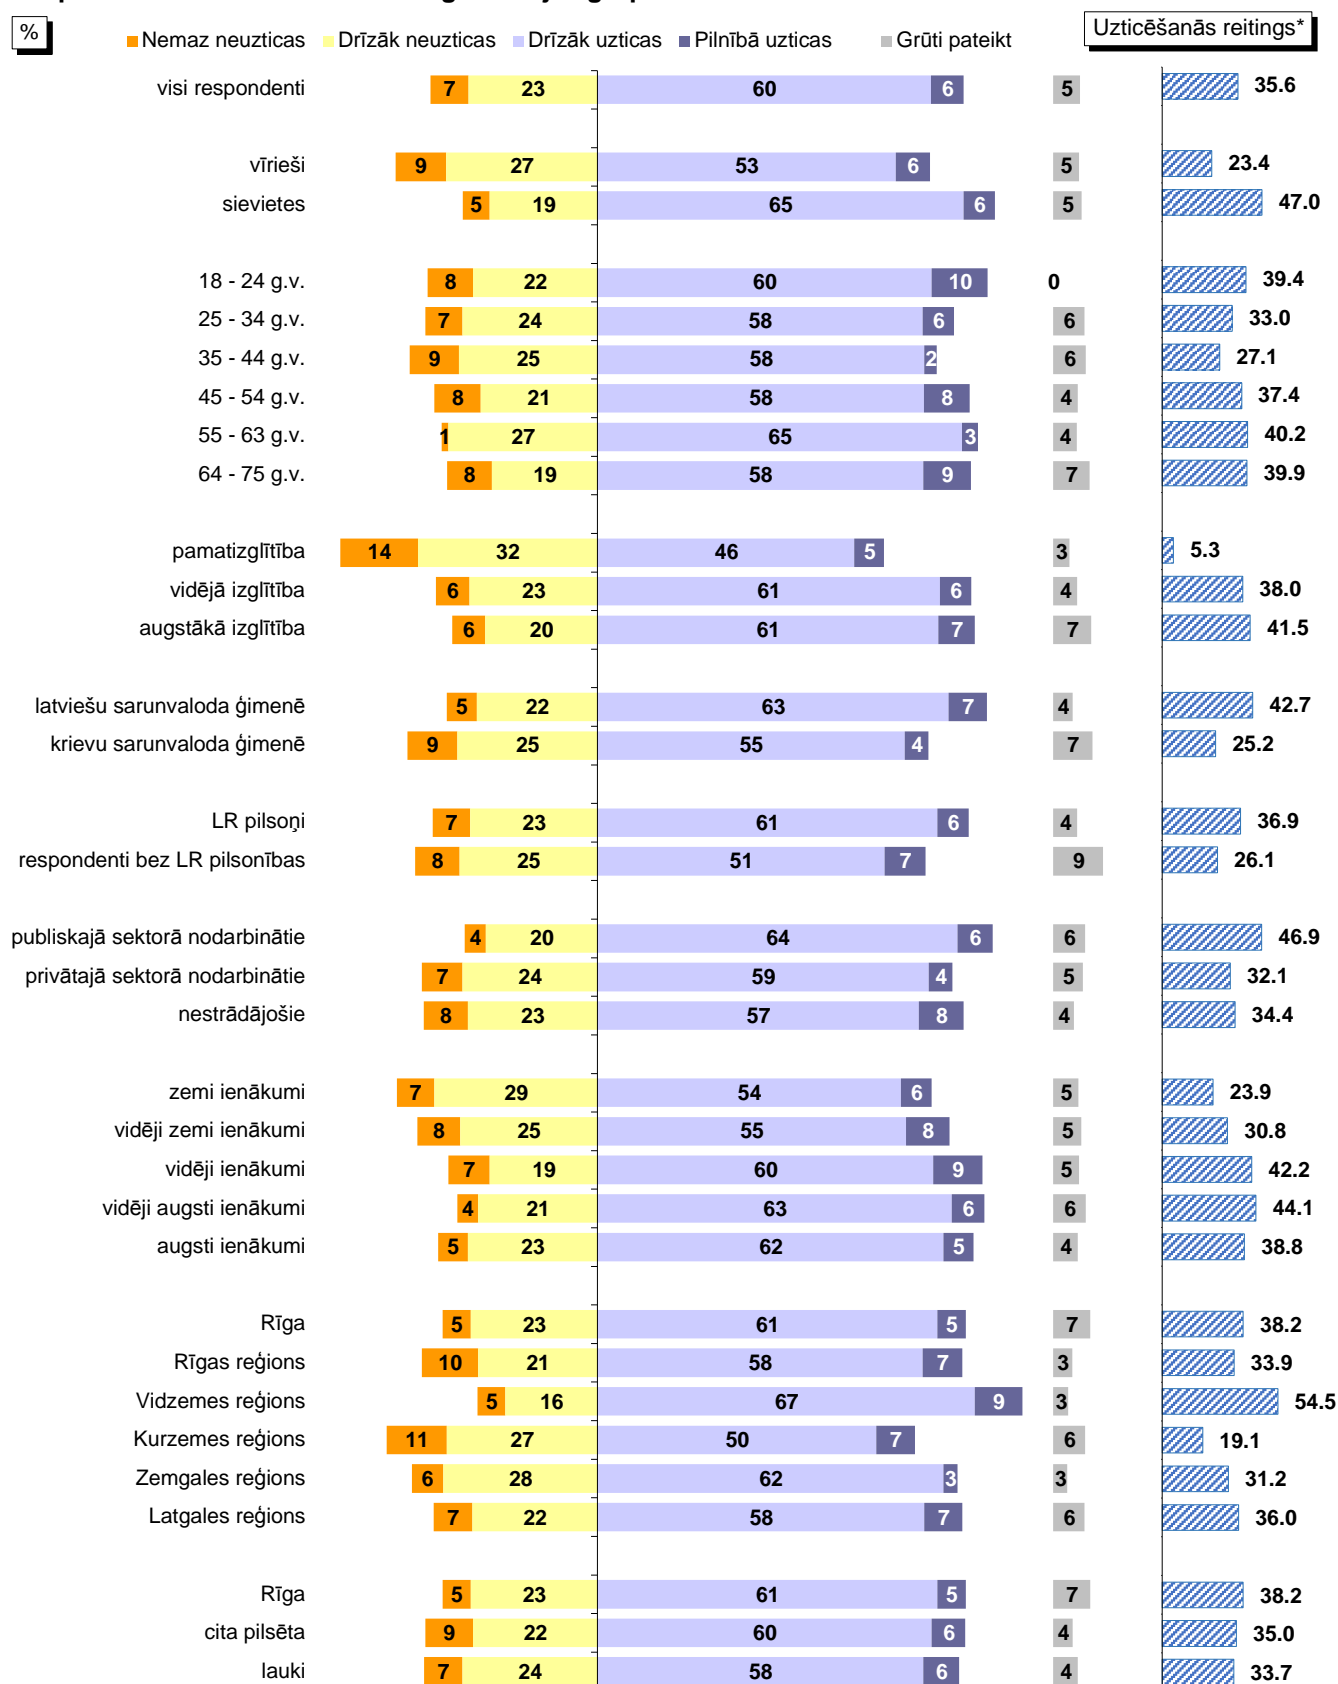 %
Nemaz neuzticas Drīzāk neuzticas Drīzāk uzticas Pilnībā uzticas Grūti pateikt
Uzticēšanās reitings*
visi respondenti 7 23 60 6 5 35.6
vīrieši 9 27 53 6 5 23.4
sievietes 5 19 65 6 5 47.0
18 - 24 g.v. 8 22 60 10 0 39.4
25 - 34 g.v. 7 24 58 6 6 33.0
35 - 44 g.v. 9 25 58 2 6 27.1
45 - 54 g.v. 8 21 58 8 4 37.4
55 - 63 g.v. 1 27 65 3 4 40.2
64 - 75 g.v. 8 19 58 9 7 39.9
pamatizglītība 14 32 46 5 3 5.3
vidējā izglītība 6 23 61 6 4 38.0
augstākā izglītība 6 20 61 7 7 41.5
latviešu sarunvaloda ģimenē 5 22 63 7 4 42.7
krievu sarunvaloda ģimenē 9 25 55 4 7 25.2
LR pilsoņi 7 23 61 6 4 36.9
respondenti bez LR pilsonības 8 25 51 7 9 26.1
publiskajā sektorā nodarbinātie 4 20 64 6 6 46.9
privātajā sektorā nodarbinātie 7 24 59 4 5 32.1
nestrādājošie 8 23 57 8 4 34.4
zemi ienākumi 7 29 54 6 5 23.9
vidēji zemi ienākumi 8 25 55 8 5 30.8
vidēji ienākumi 7 19 60 9 5 42.2
vidēji augsti ienākumi 4 21 63 6 6 44.1
augsti ienākumi 5 23 62 5 4 38.8
Rīga 5 23 61 5 7 38.2
Rīgas reģions 10 21 58 7 3 33.9
Vidzemes reģions 5 16 67 9 3 54.5
Kurzemes reģions 11 27 50 7 6 19.1
Zemgales reģions 6 28 62 3 3 31.2
Latgales reģions 7 22 58 7 6 36.0
Rīga 5 23 61 5 7 38.2
cita pilsēta 9 22 60 6 4 35.0
lauki 7 24 58 6 4 33.7